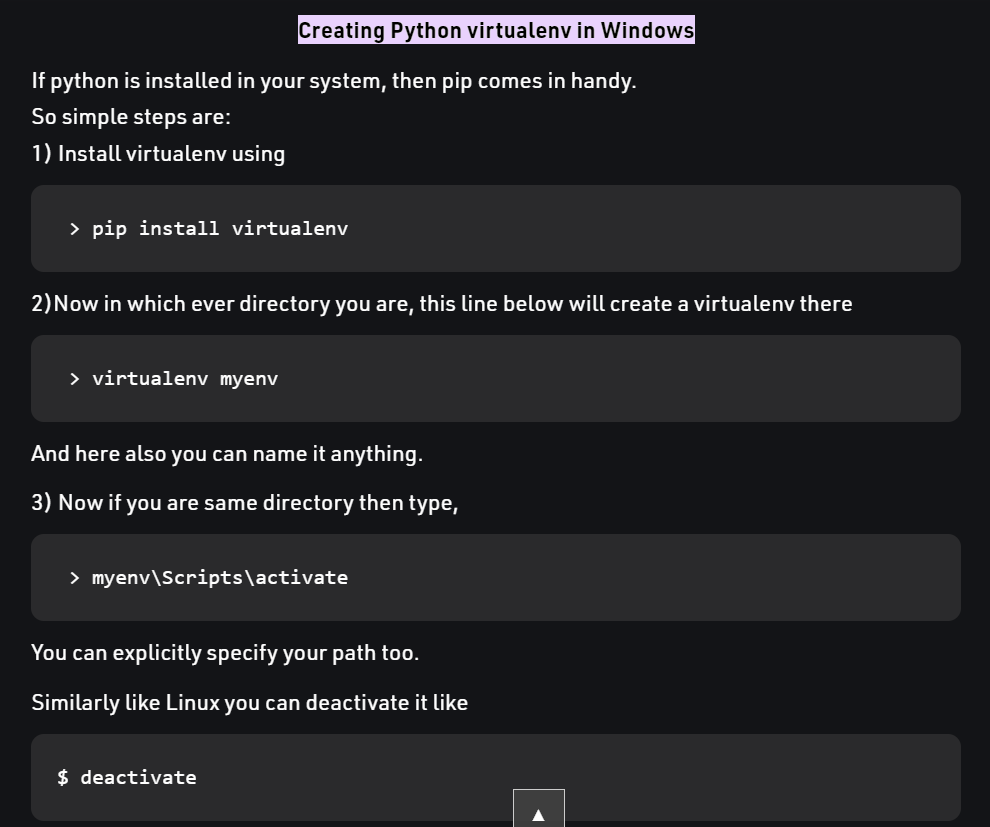 Creating Python virtualenv in Windows
If python is installed in your system, then pip comes in handy.
So simple steps are:
1) Install virtualenv using
> pip install virtualenv
2)Now in which ever directory you are, this line below will create a virtualenv there
> virtualenv myenv
And here also you can name it anything.
3) Now if you are same directory then type,
> myenv\Scripts\activate
You can explicitly specify your path too.
Similarly like Linux you can deactivate it like
$ deactivate